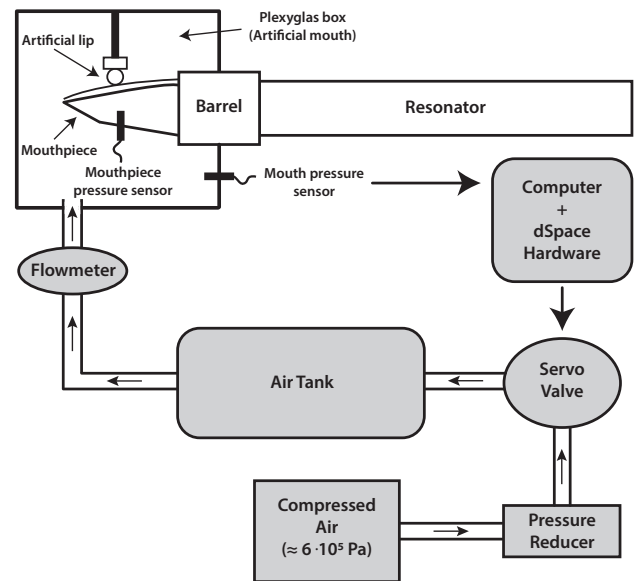 Plexyglas box
(Artificial mouth)
Artificial lip
Barrel
Resonator
Mouthpiece
Mouthpiece
pressure sensor
Mouth pressure
sensor
Computer
+
dSpace
Hardware
Flowmeter
Air Tank
Servo
Valve
Compressed
Air
(≈ 6 ·10⁵ Pa)
Pressure
Reducer